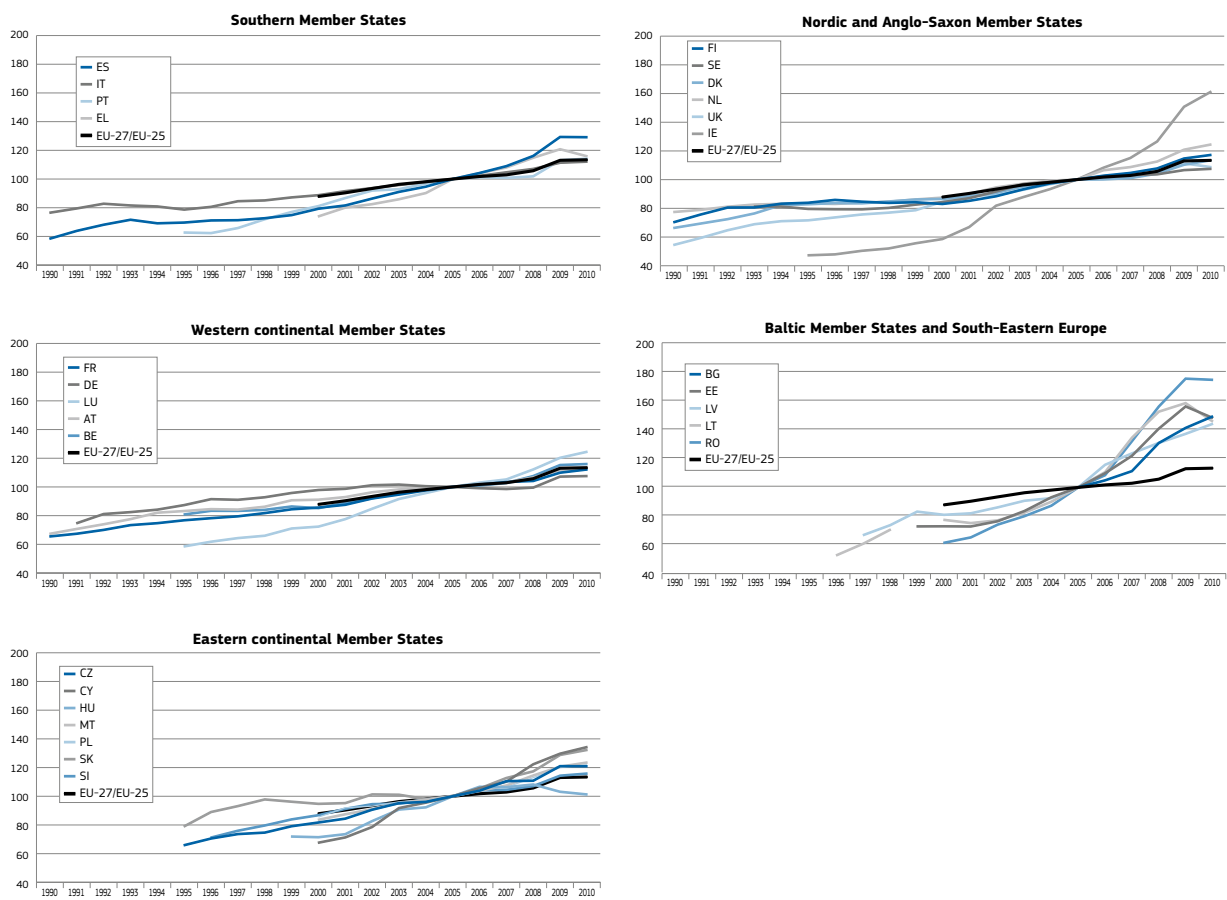 Southern Member States
200
180
160
140
120
100
80
60
40
ES
IT
PT
EL
EU-27/EU-25
1990 1991 1992 1993 1994 1995 1996 1997 1998 1999 2000 2001 2002 2003 2004 2005 2006 2007 2008 2009 2010
Nordic and Anglo-Saxon Member States
200
180
160
140
120
100
80
60
40
FI
SE
DK
NL
UK
IE
EU-27/EU-25
1990 1991 1992 1993 1994 1995 1996 1997 1998 1999 2000 2001 2002 2003 2004 2005 2006 2007 2008 2009 2010
Western continental Member States
200
180
160
140
120
100
80
60
40
FR
DE
LU
AT
BE
EU-27/EU-25
1990 1991 1992 1993 1994 1995 1996 1997 1998 1999 2000 2001 2002 2003 2004 2005 2006 2007 2008 2009 2010
Baltic Member States and South-Eastern Europe
200
180
160
140
120
100
80
60
40
BG
EE
LV
LT
RO
EU-27/EU-25
1990 1991 1992 1993 1994 1995 1996 1997 1998 1999 2000 2001 2002 2003 2004 2005 2006 2007 2008 2009 2010
Eastern continental Member States
200
180
160
140
120
100
80
60
40
CZ
CY
HU
MT
PL
SK
SI
EU-27/EU-25
1990 1991 1992 1993 1994 1995 1996 1997 1998 1999 2000 2001 2002 2003 2004 2005 2006 2007 2008 2009 2010